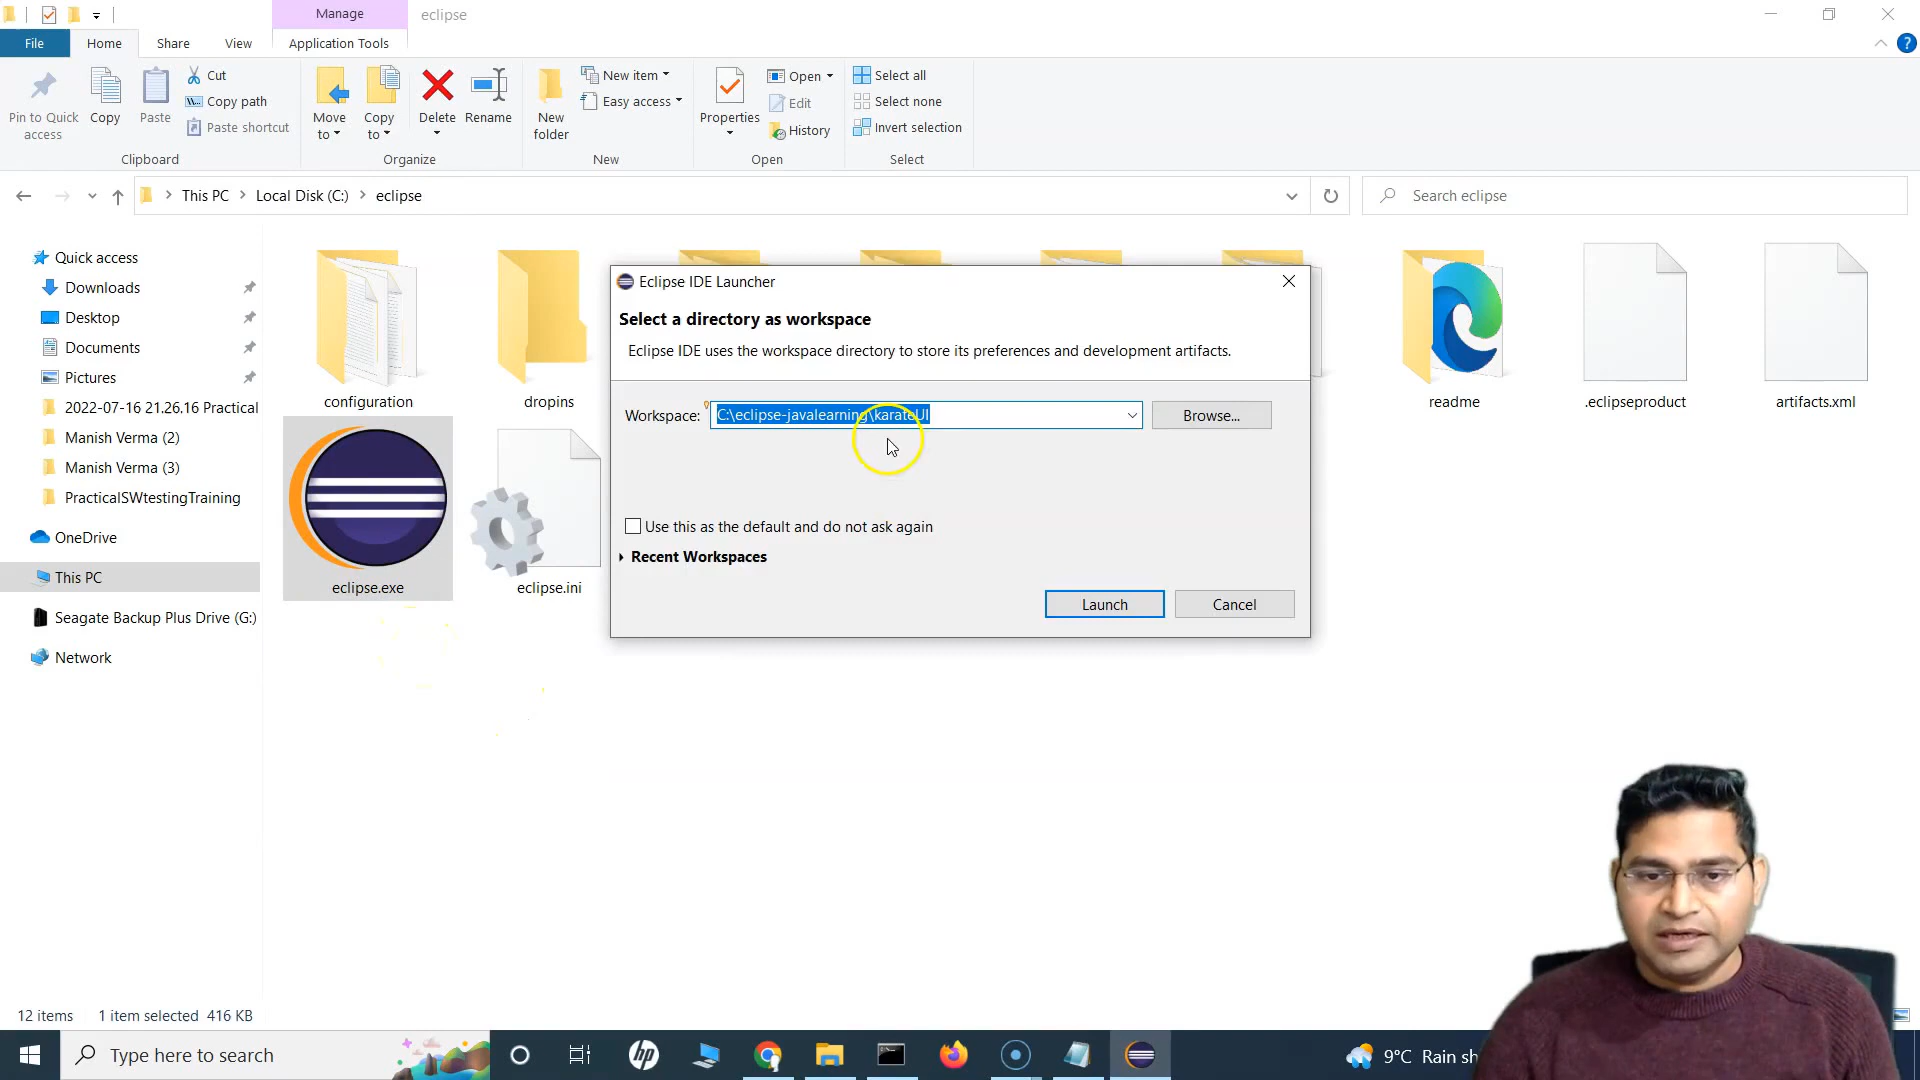 Manage
eclipse
File
Home
Share
View
Application Tools
Pin to Quick access
Copy
Paste
Cut
Copy path
Paste shortcut
Clipboard
Move to
Copy to
Delete
Rename
Organize
New folder
New item
Easy access
New
Properties
Open
Edit
History
Open
Select all
Select none
Invert selection
Select
This PC
Local Disk (C:)
eclipse
Search eclipse
Quick access
Downloads
Desktop
Documents
Pictures
2022-07-16 21.26.16 Practical
Manish Verma (2)
Manish Verma (3)
PracticalSWtestingTraining
OneDrive
This PC
Seagate Backup Plus Drive (G:)
Network
configuration
dropins
readme
.eclipseproduct
artifacts.xml
eclipse.exe
eclipse.ini
Eclipse IDE Launcher
Select a directory as workspace
Eclipse IDE uses the workspace directory to store its preferences and development artifacts.
Workspace:
C:\eclipse-javalearning\karateUI
Browse...
Use this as the default and do not ask again
Recent Workspaces
Launch
Cancel
12 items
1 item selected 416 KB
Type here to search
hp
9°C Rain